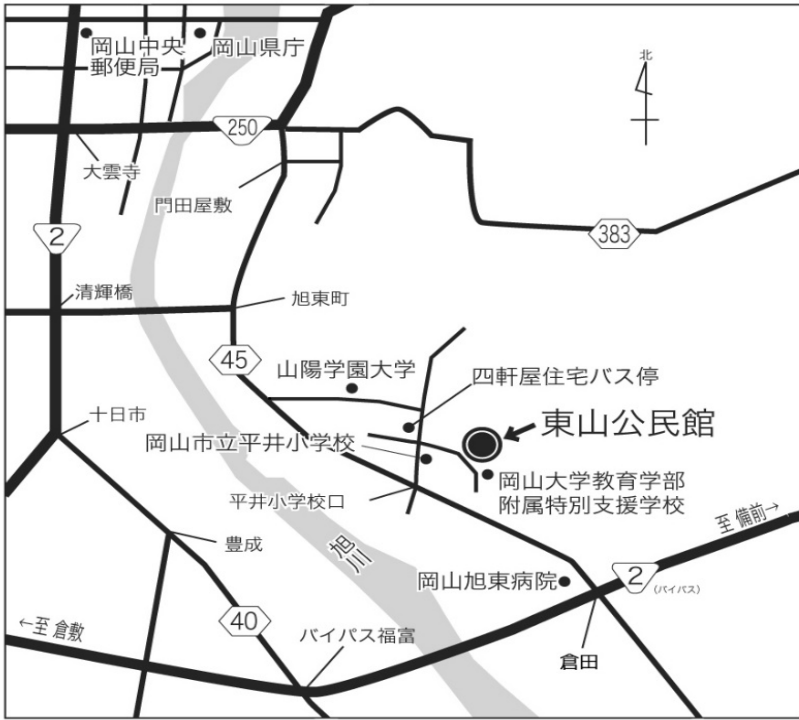 岡山中央
郵便局
岡山県庁
北
250
大雲寺
門田屋敷
2
383
清輝橋
旭東町
45
山陽学園大学
四軒屋住宅バス停
十日市
東山公民館
岡山市立平井小学校
岡山大学教育学部
附属特別支援学校
平井小学校口
至 備前→
豊成
旭川
岡山旭東病院
2
(バイパス)
40
←至 倉敷
バイパス福富
倉田